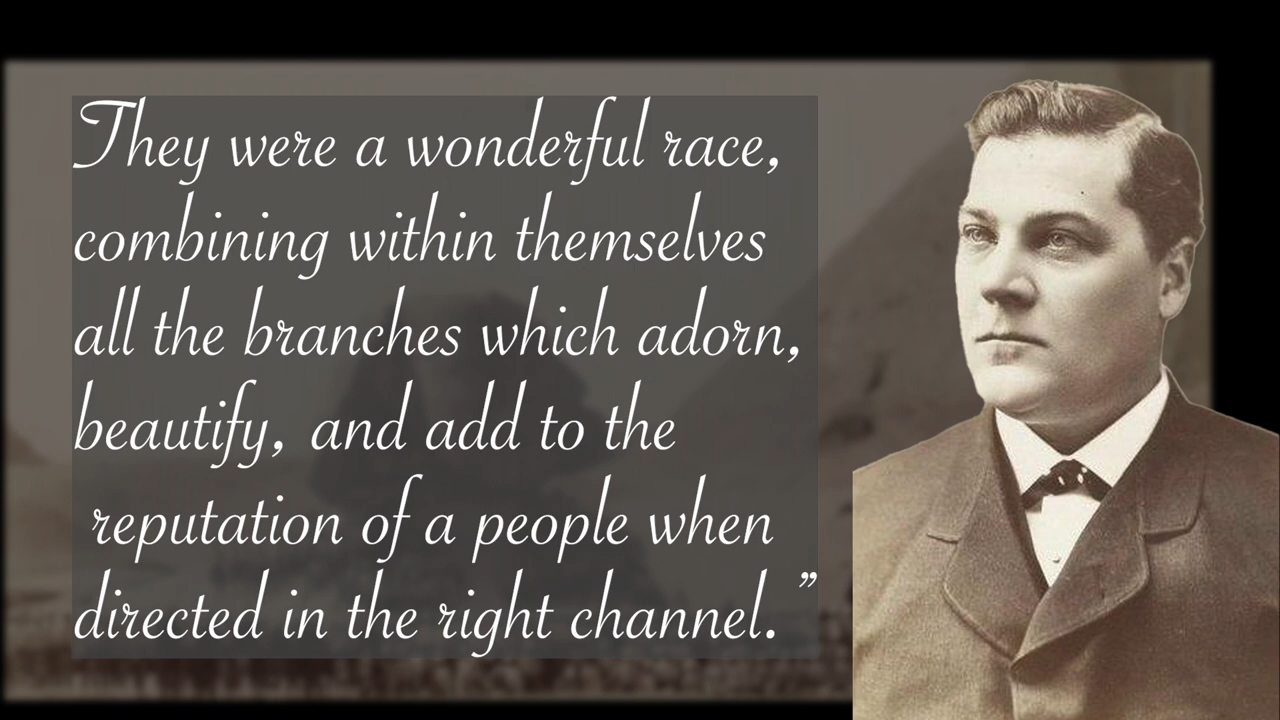 They were a wonderful race,
combining within themselves
all the branches which adorn,
beautify, and add to the
reputation of a people when
directed in the right channel.”